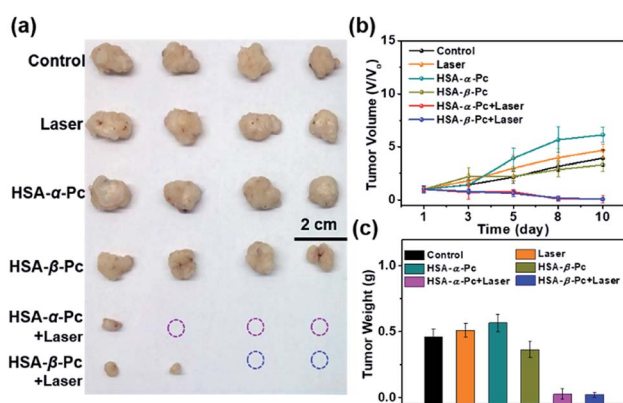 (a)
Control
Laser
HSA-α-Pc
HSA-β-Pc
HSA-α-Pc
+Laser
HSA-β-Pc
+Laser
2 cm
(b)
Tumor Volume (V/V₀)
15
10
5
0
Control
Laser
HSA-α-Pc
HSA-β-Pc
HSA-α-Pc+Laser
HSA-β-Pc+Laser
1 3 5 8 10
Time (day)
(c)
Tumor Weight (g)
1.0
0.5
0.0
Control Laser
HSA-α-Pc HSA-β-Pc
HSA-α-Pc+Laser HSA-β-Pc+Laser